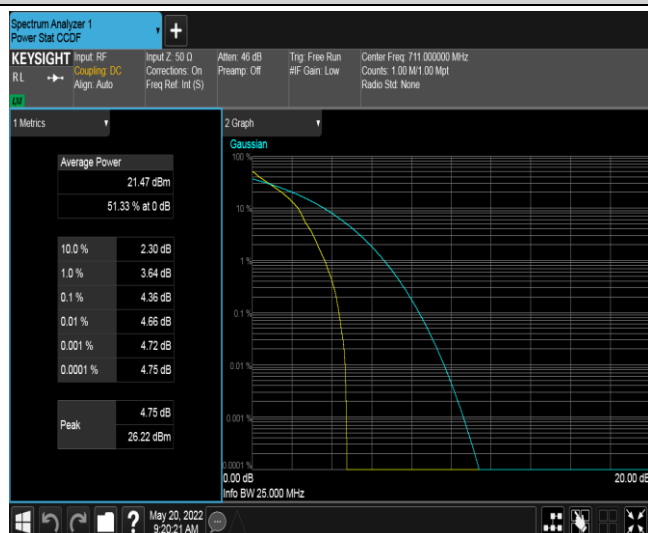 Spectrum Analyzer 1
Power Stat CCDF
+
KEYSIGHT
RL
Input: RF
Coupling: DC
Align: Auto
Input Z: 50 Ω
Corrections: On
Freq Ref: Int (S)
Atten: 46 dB
Preamp: Off
Trig: Free Run
#IF Gain: Low
Center Freq: 711.000000 MHz
Counts: 1.00 M/1.00 Mpt
Radio Std: None
1 Metrics
Average Power
21.47 dBm
51.33 % at 0 dB
10.0 % 2.30 dB
1.0 % 3.64 dB
0.1 % 4.36 dB
0.01 % 4.66 dB
0.001 % 4.72 dB
0.0001 % 4.75 dB
Peak
4.75 dB
26.22 dBm
2 Graph
Gaussian
100 %
10 %
1 %
0.1 %
0.01 %
0.001 %
0.0001 %
0.00 dB 20.00 dB
Info BW 25.000 MHz
?
May 20, 2022
9:20:21 AM